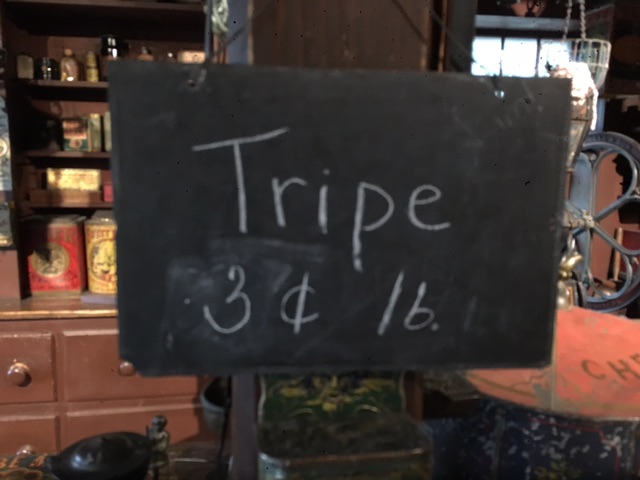 Tripe
3 ¢ lb.